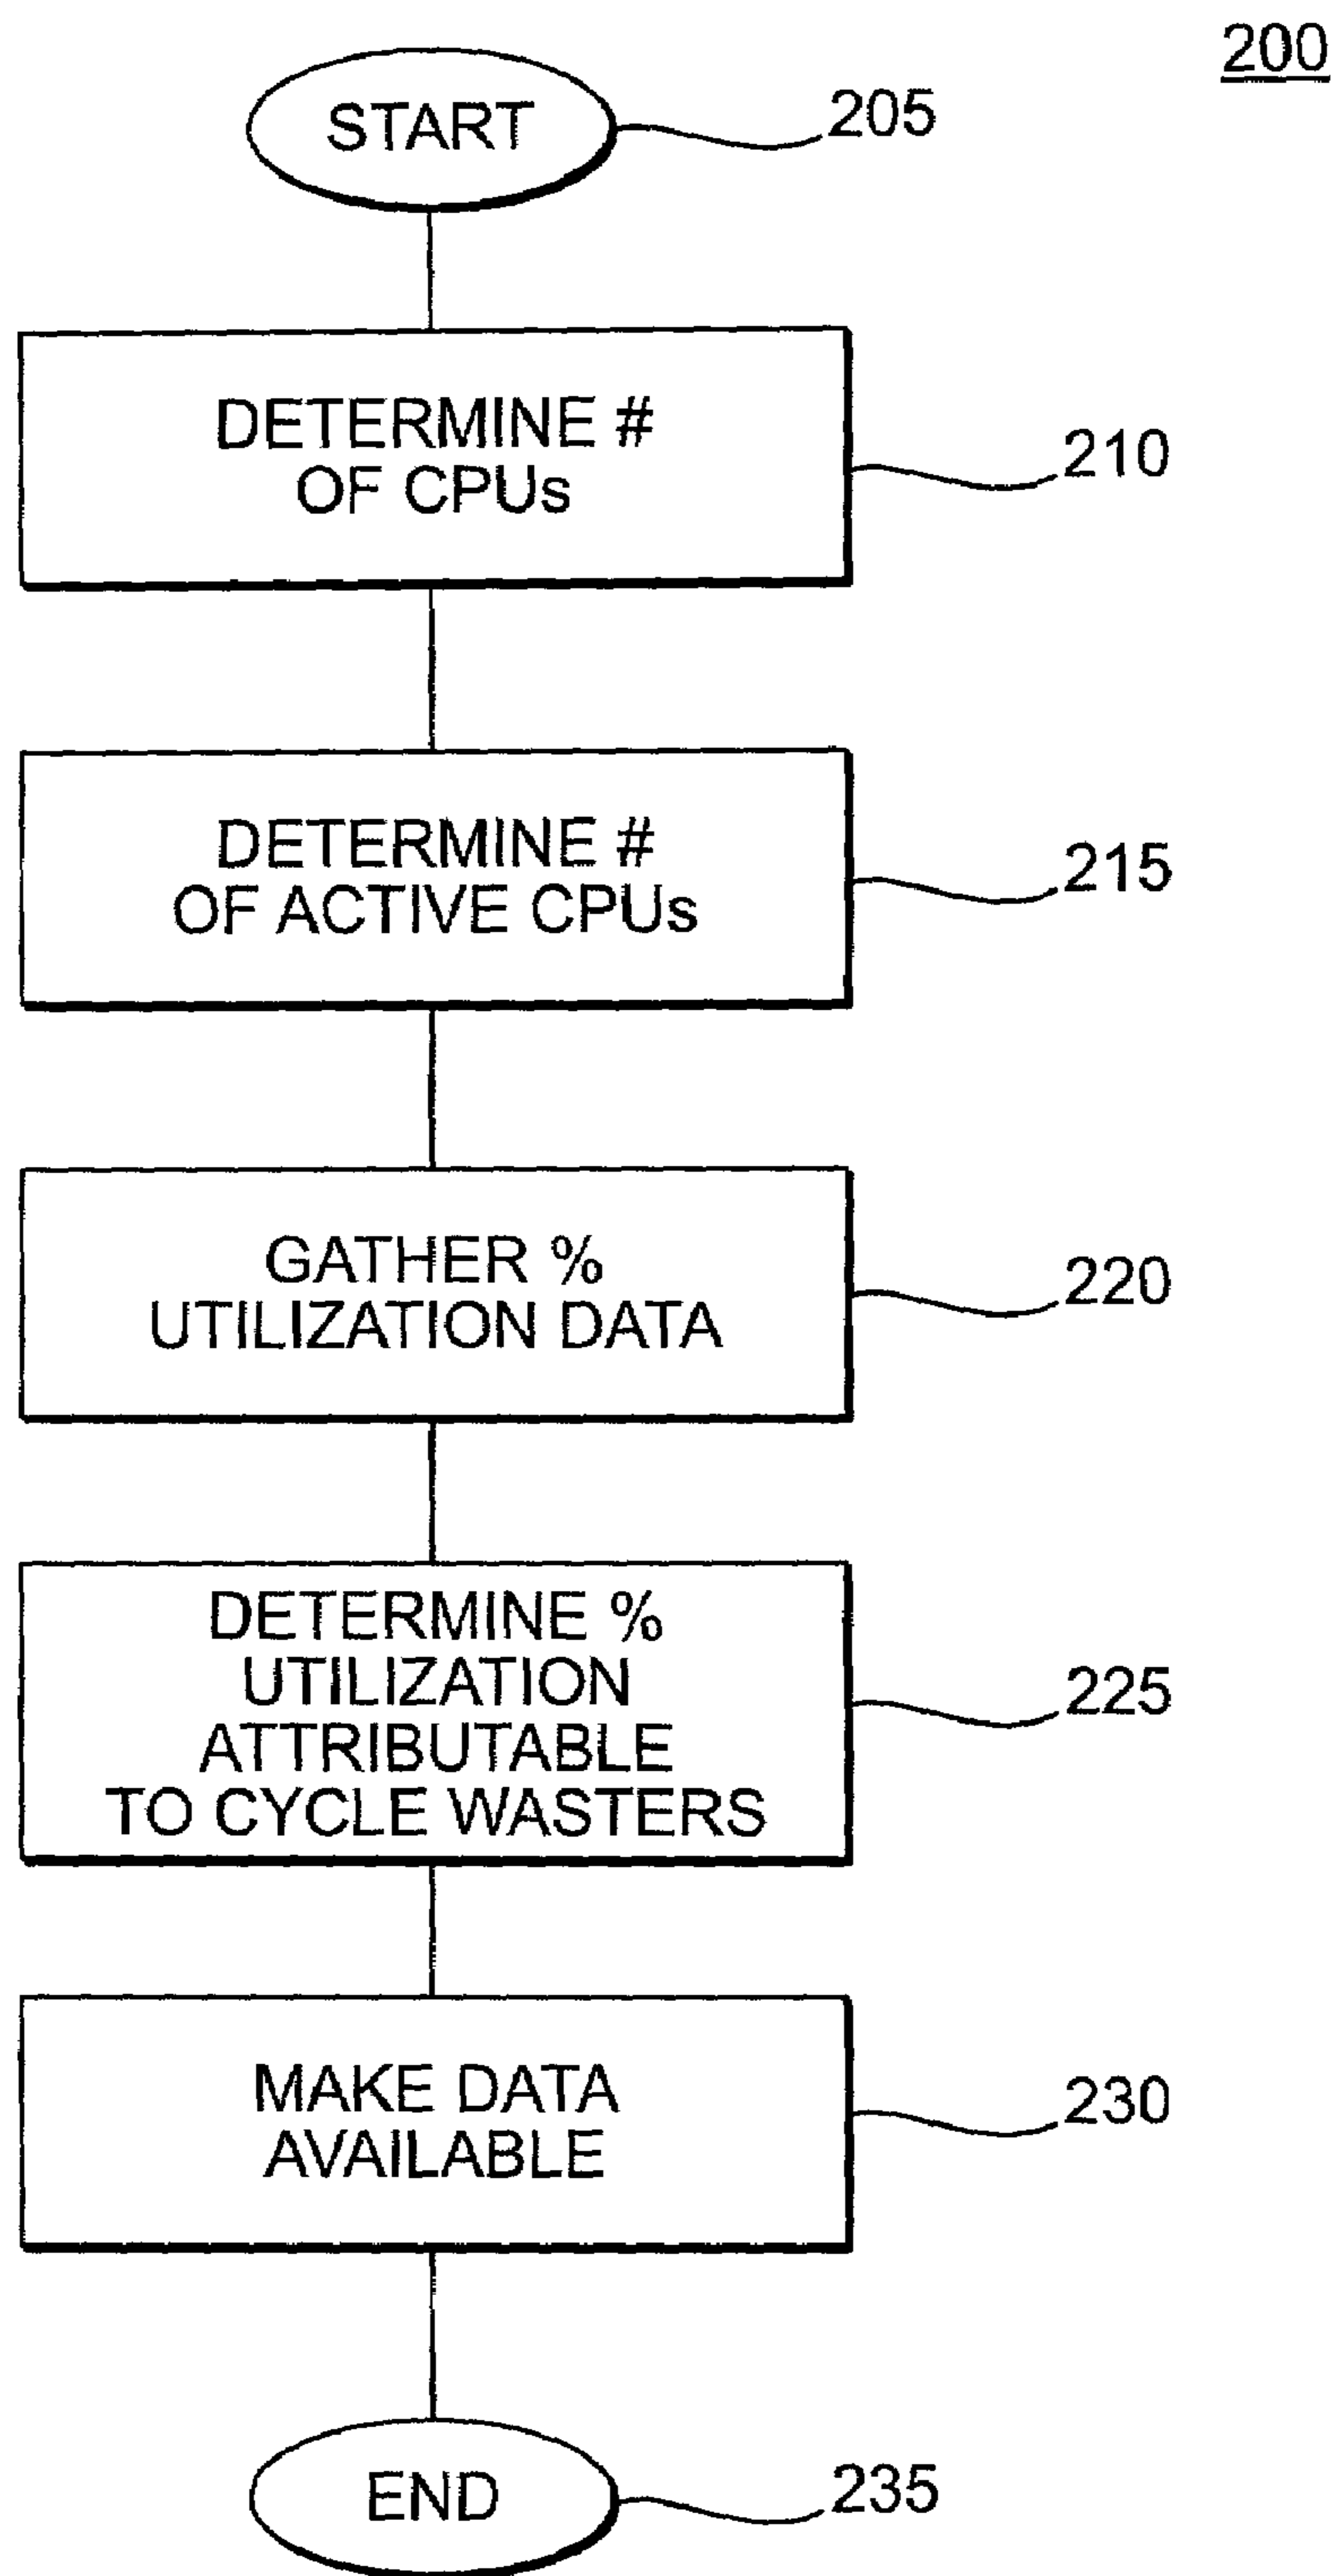 200
START
205
DETERMINE #
OF CPUs
210
DETERMINE #
OF ACTIVE CPUs
215
GATHER %
UTILIZATION DATA
220
DETERMINE %
UTILIZATION
ATTRIBUTABLE
TO CYCLE WASTERS
225
MAKE DATA
AVAILABLE
230
END
235